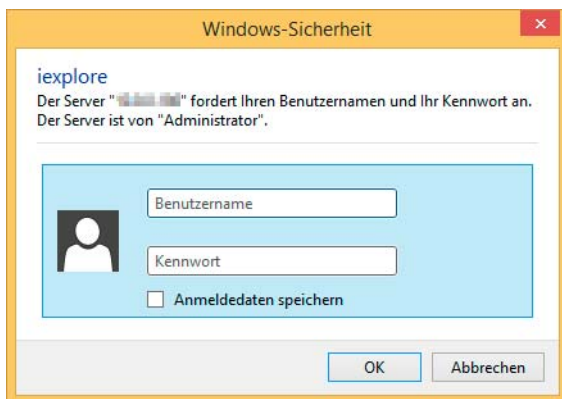 Windows-Sicherheit
iexplore
Der Server " " fordert Ihren Benutzernamen und Ihr Kennwort an.
Der Server ist von "Administrator".
Benutzername
Kennwort
Anmeldedaten speichern
OK Abbrechen